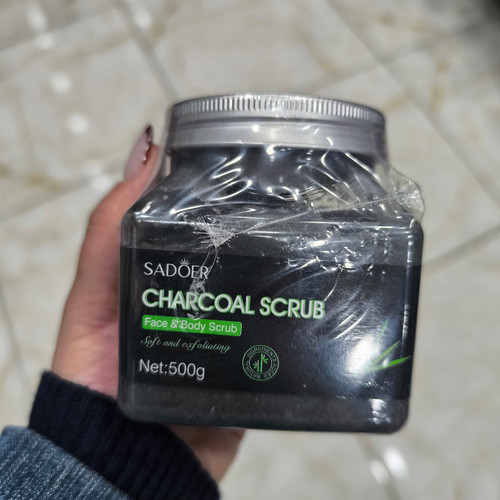 SADOER
CHARCOAL SCRUB
Face & Body Scrub
Soft and exfoliating
Net:500g